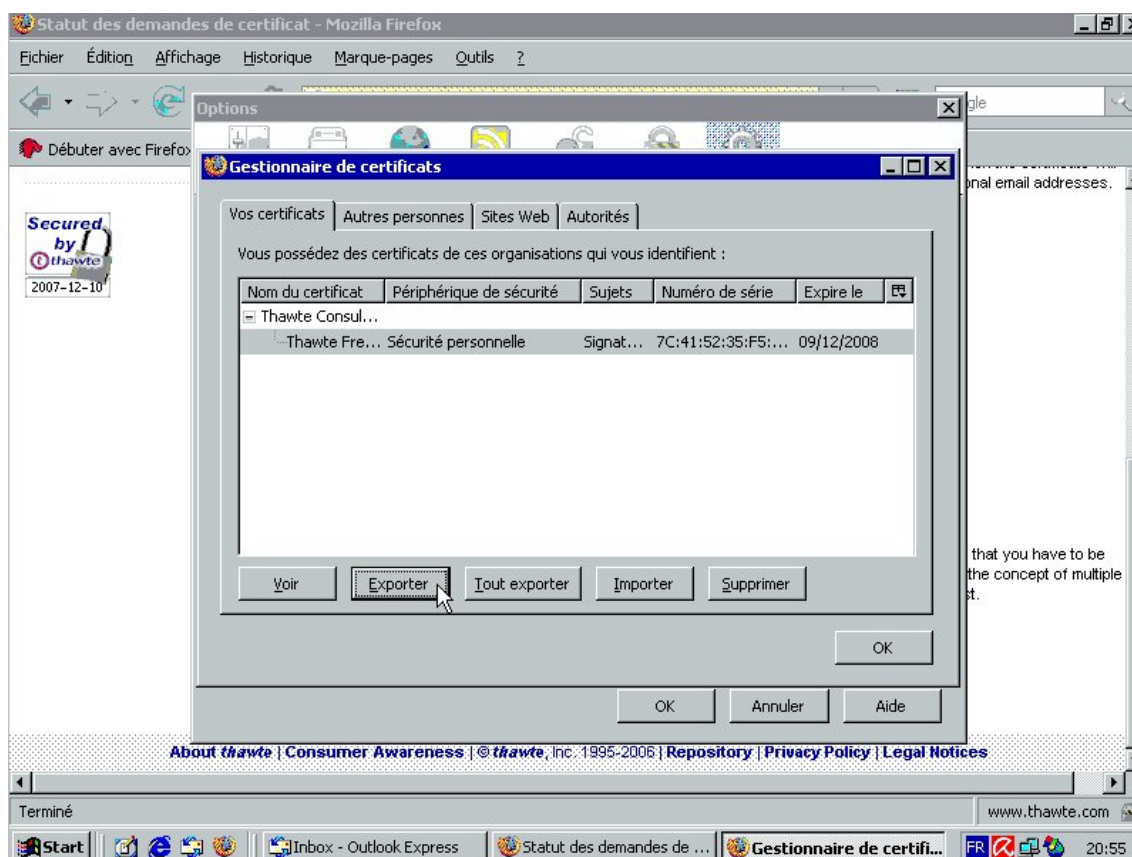 Statut des demandes de certificat - Mozilla Firefox
Fichier Édition Affichage Historique Marque-pages Outils ?
Options
gle
Débuter avec Firefox
Gestionnaire de certificats
onal email addresses.
Secured
by
thawte
2007-12-10
Vos certificats Autres personnes Sites Web Autorités
Vous possédez des certificats de ces organisations qui vous identifient :
Nom du certificat Périphérique de sécurité Sujets Numéro de série Expire le
Thawte Consul...
Thawte Fre... Sécurité personnelle Signat... 7C:41:52:35:F5:... 09/12/2008
that you have to be
the concept of multiple
st.
Voir Exporter Tout exporter Importer Supprimer
OK
OK Annuler Aide
About thawte | Consumer Awareness | © thawte, Inc. 1995-2006 | Repository | Privacy Policy | Legal Notices
Terminé www.thawte.com
Start Inbox - Outlook Express Statut des demandes de ... Gestionnaire de certifi... FR 20:55